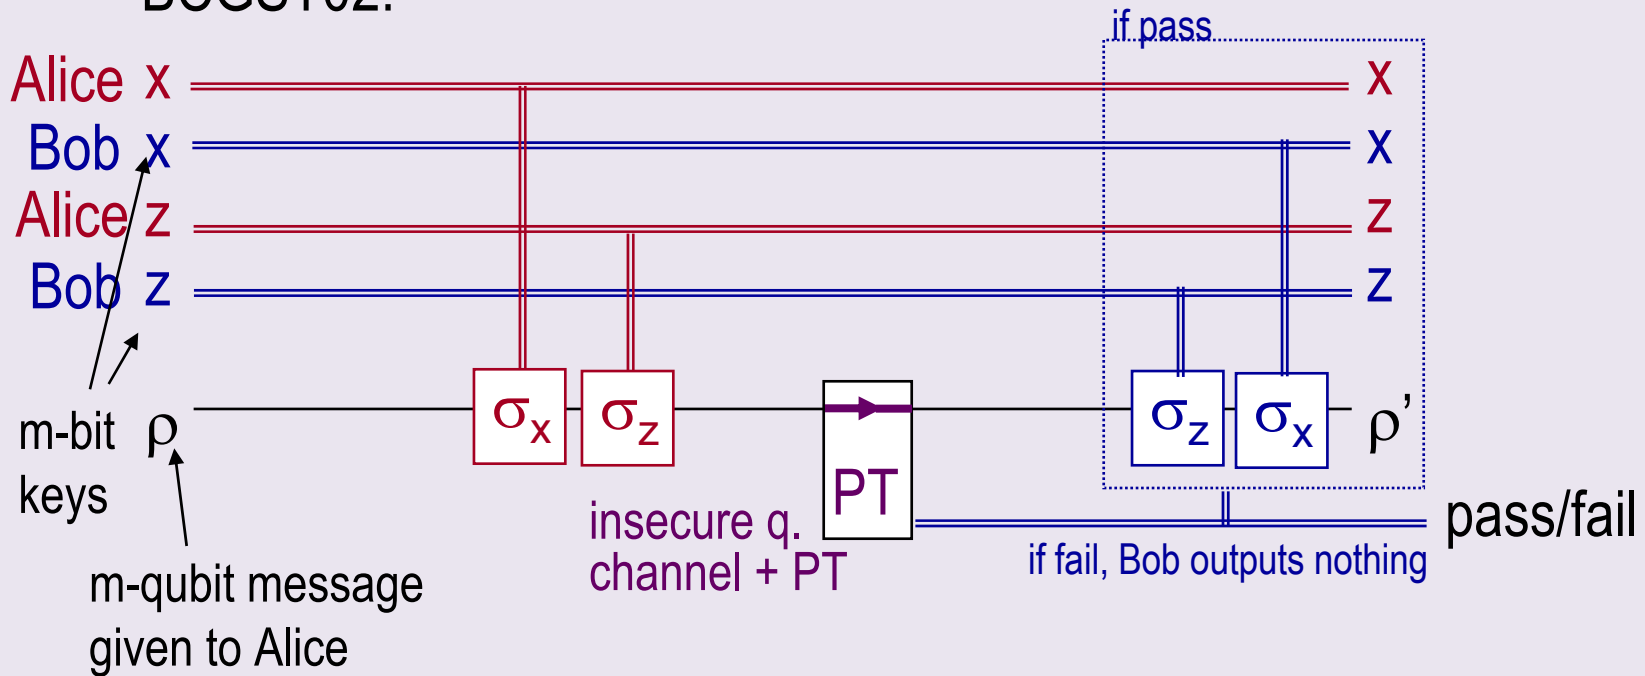 if pass
Alice x
x
Bob x
x
Alice z
z
Bob z
z
σx
σz
σz
σx
ρ'
m-bit ρ
keys
PT
insecure q.
channel + PT
pass/fail
if fail, Bob outputs nothing
m-qubit message
given to Alice